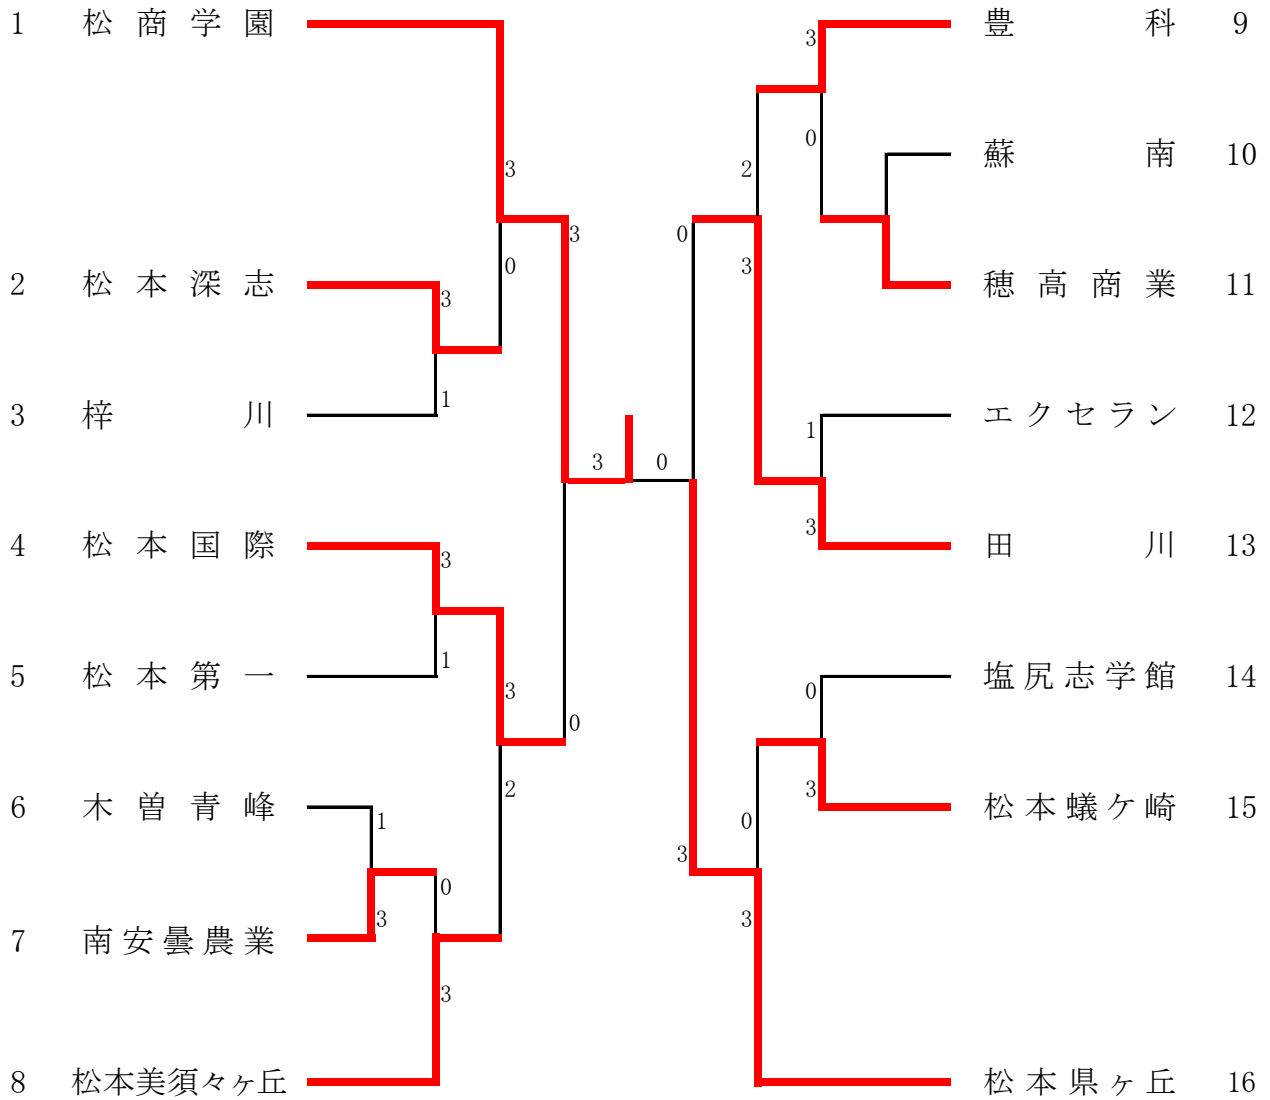 1 松商学園
2 松本深志
3 梓川
4 松本国際
5 松本第一
6 木曽青峰
7 南安曇農業
8 松本美須々ヶ丘
3
0
3
1
3
3
1
3
0
2
1
0
3
3
3 0
0
3
3
0
2
3
1
3
0
3
0
3
豊科 9
蘇南 10
穂高商業 11
エクセラン 12
田川 13
塩尻志学館 14
松本蟻ケ崎 15
松本県ヶ丘 16